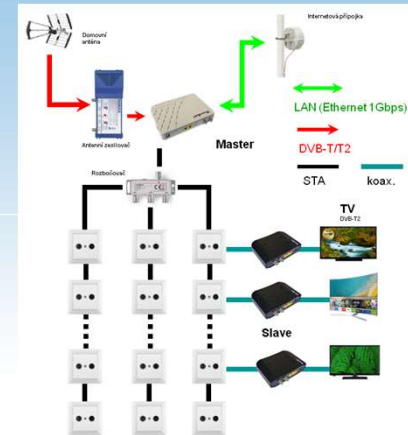 Domovní
anténa
Internetová přípojka
LAN (Ethernet 1Gbps)
Anténní zesilovač
Master
DVB-T/T2
Rozbočovač
STA
koax.
TV
DVB-T2
Slave